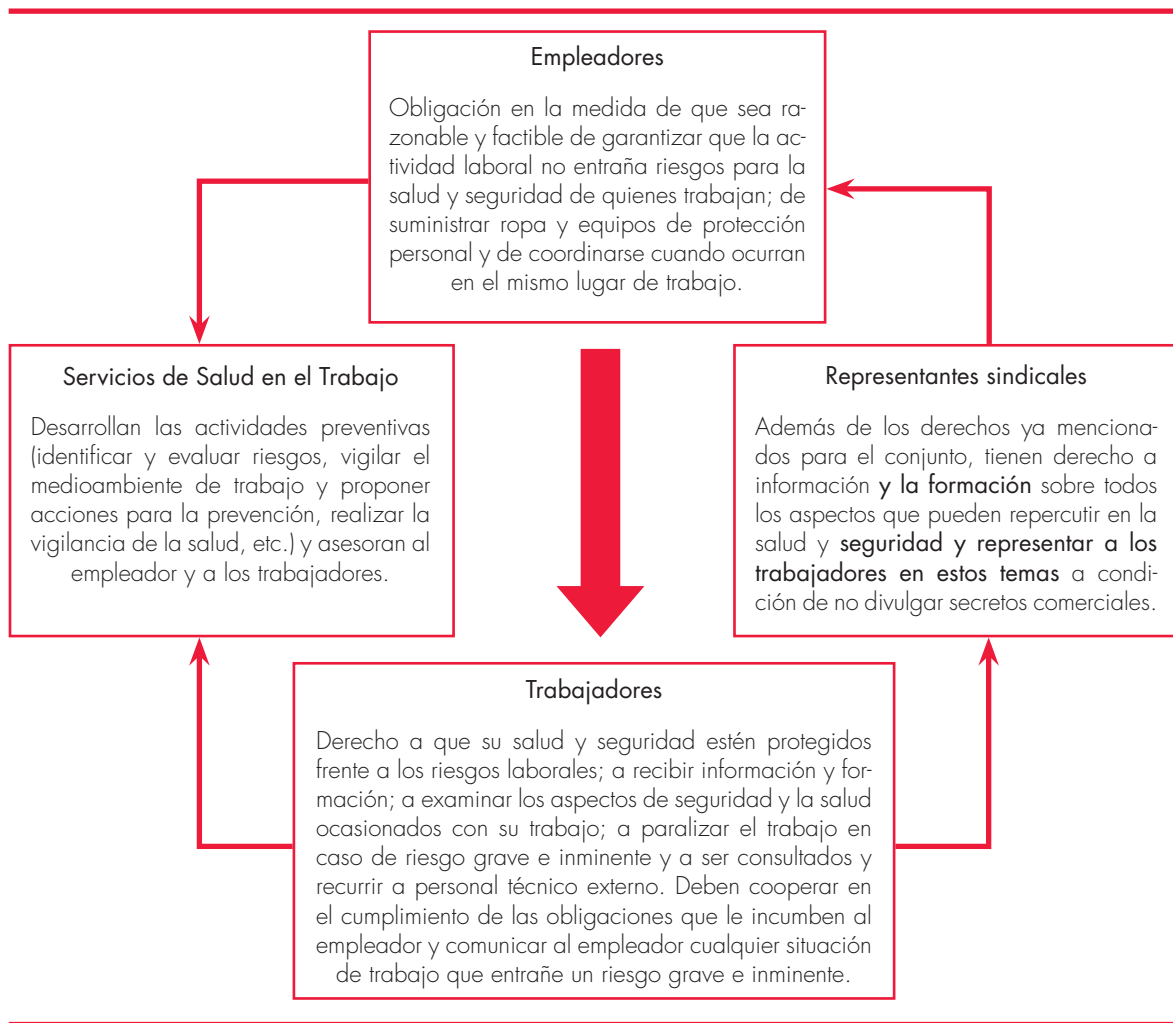 Empleadores
Obligación en la medida de que sea ra-
zonable y factible de garantizar que la ac-
tividad laboral no entraña riesgos para la
salud y seguridad de quienes trabajan; de
suministrar ropa y equipos de protección
personal y de coordinarse cuando ocurran
en el mismo lugar de trabajo.
Servicios de Salud en el Trabajo
Desarrollan las actividades preventiva
(identificar y evaluar riesgos, vigilar el
medioambiente de trabajo y proponer
acciones para la prevención, realizar la
vigilancia de la salud, etc.) y asesoran al
empleador y a los trabajadores.
Representantes sindicales
Además de los derechos ya menciona-
dos para el conjunto, tienen derecho a
información y la formación sobre todos
los aspectos que pueden repercutir en la
salud y seguridad y representar a los
trabajadores en estos temas a condi-
ción de no divulgar secretos comerciales.
Trabajadores
Derecho a que su salud y seguridad estén protegidos
frente a los riesgos laborales; a recibir información y for-
mación; a examinar los aspectos de seguridad y la salud
ocasionados con su trabajo; a paralizar el trabajo en
caso de riesgo grave e inminente y a ser consultados y
recurrir a personal técnico externo. Deben cooperar en
el cumplimiento de las obligaciones que le incumben al
empleador y comunicar al empleador cualquier situación
de trabajo que entrañe un riesgo grave e inminente.